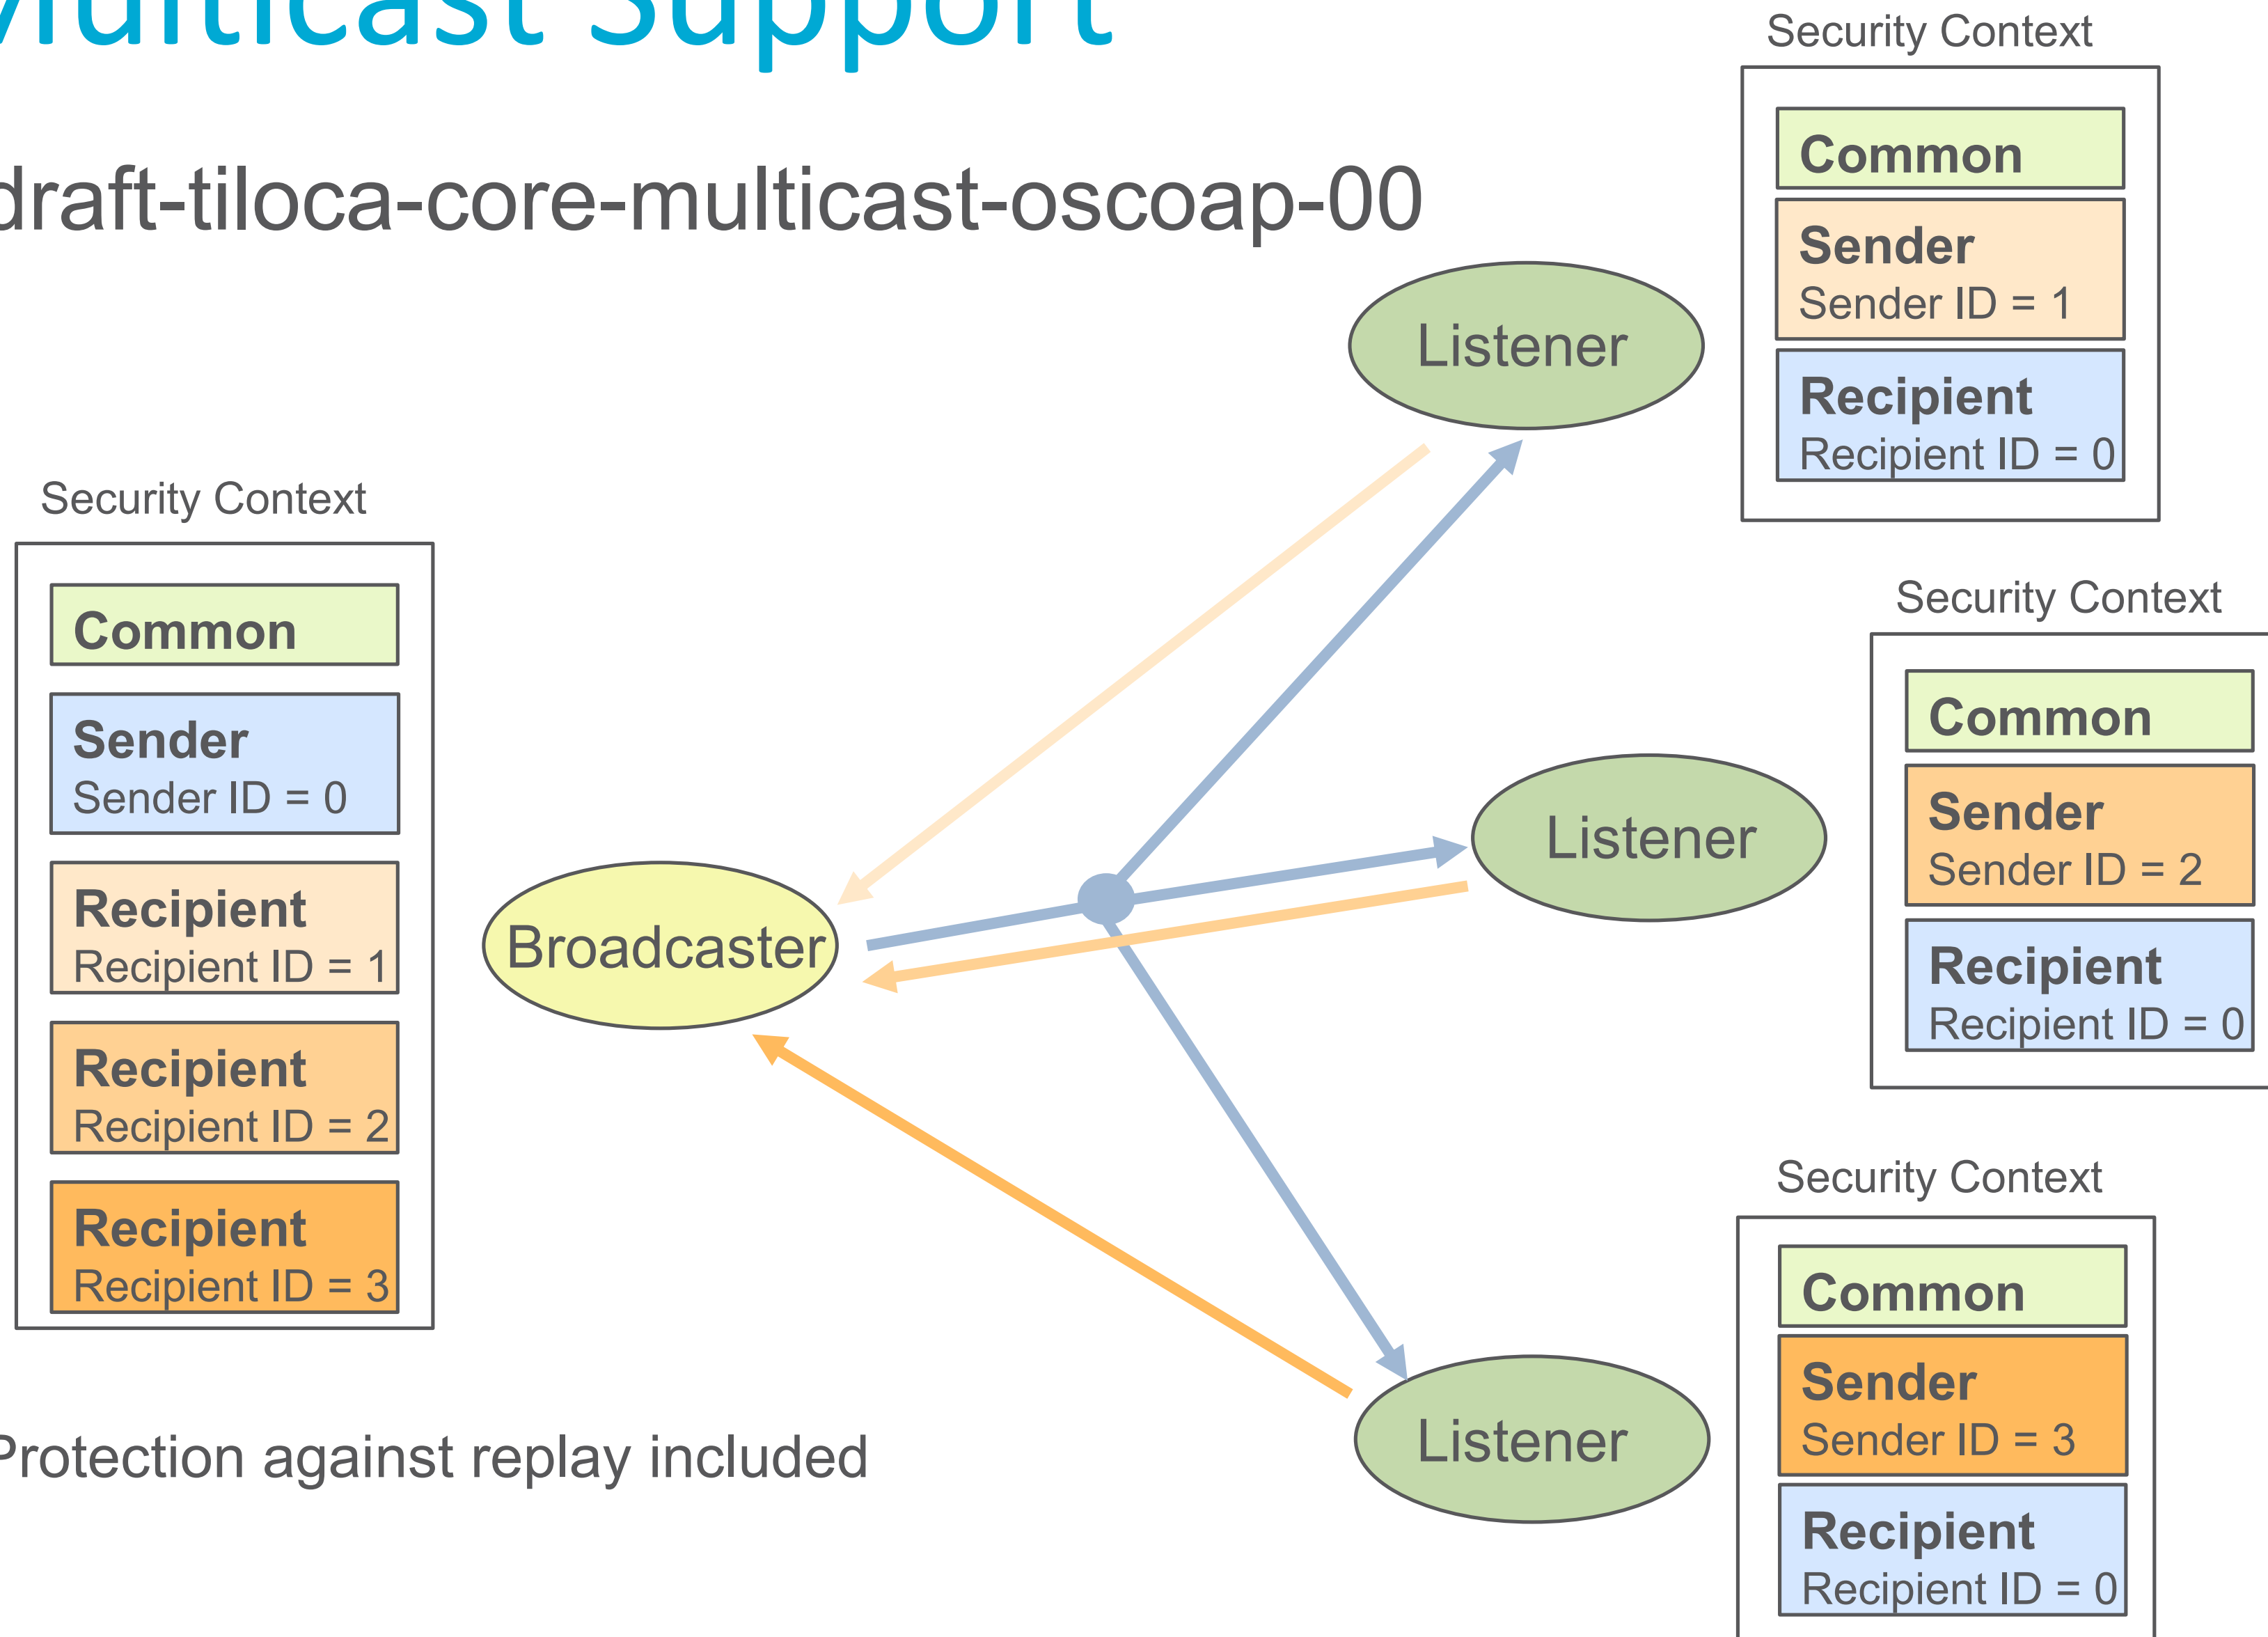 Multicast Support
draft-tiloca-core-multicast-oscoap-00
Security Context
Common
Sender
Sender ID = 1
Recipient
Recipient ID = 0
Listener
Security Context
Common
Sender
Sender ID = 0
Recipient
Recipient ID = 1
Recipient
Recipient ID = 2
Recipient
Recipient ID = 3
Broadcaster
Listener
Security Context
Common
Sender
Sender ID = 2
Recipient
Recipient ID = 0
Listener
Security Context
Common
Sender
Sender ID = 3
Recipient
Recipient ID = 0
Protection against replay included